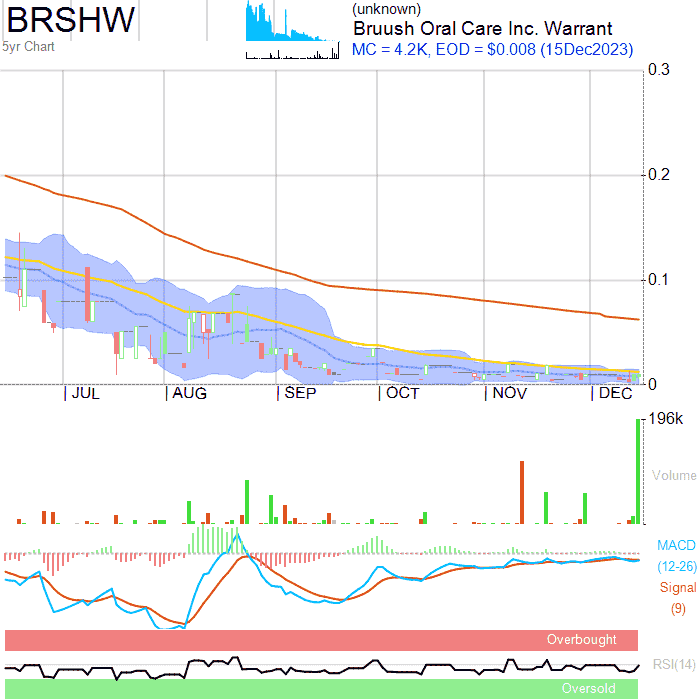 BRSHW
5yr Chart
(unknown)
Bruush Oral Care Inc. Warrant
MC = 4.2K, EOD = $0.008 (15Dec2023)
0.3
0.2
0.1
0
JUL AUG SEP OCT NOV DEC
196k
Volume
MACD
(12-26)
Signal
(9)
Overbought
RSI(14)
Oversold